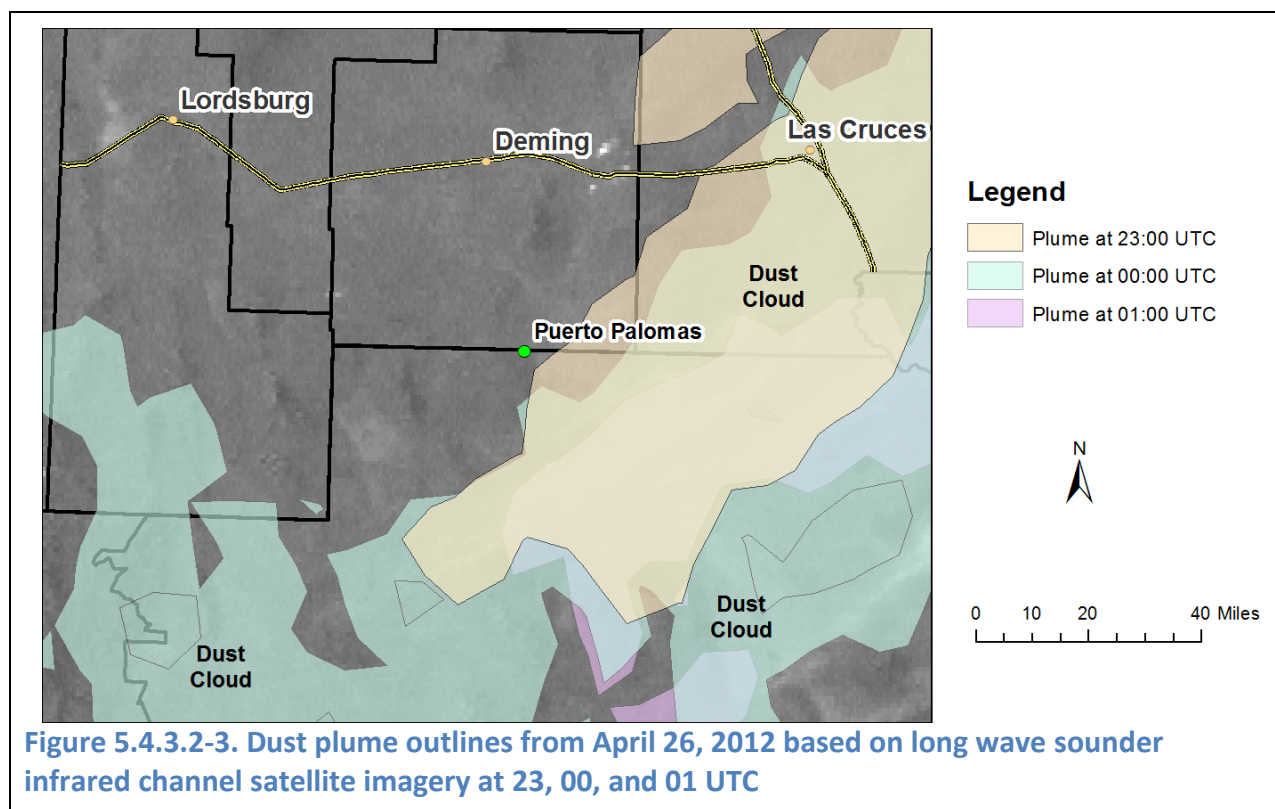 Lordsburg
Deming
Las Cruces
Dust
Cloud
Puerto Palomas
Dust
Cloud
Dust
Cloud
Legend
Plume at 23:00 UTC
Plume at 00:00 UTC
Plume at 01:00 UTC
N
0 10 20 40 Miles
Figure 5.4.3.2-3. Dust plume outlines from April 26, 2012 based on long wave sounder
infrared channel satellite imagery at 23, 00, and 01 UTC